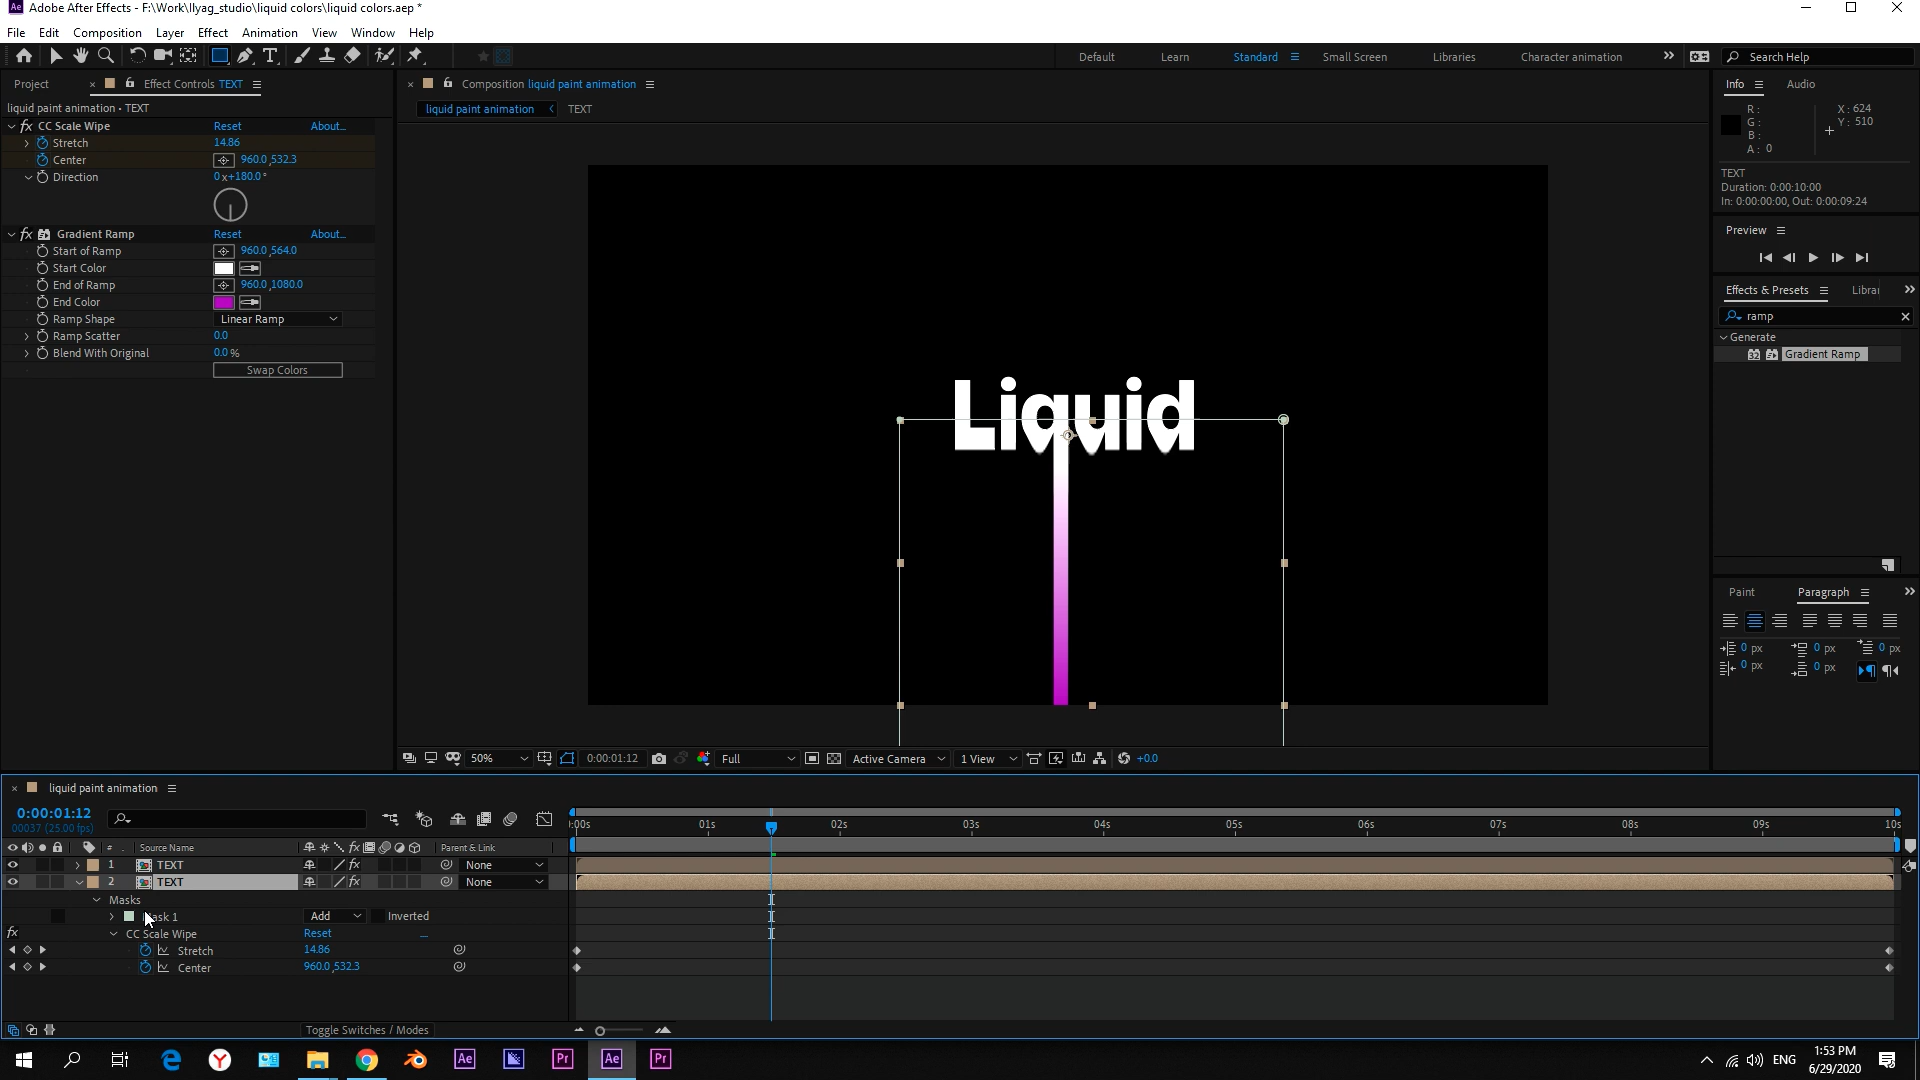 Adobe After Effects - F:\Work\Ilyag_studio\liquid colors\liquid colors.aep *
File Edit Composition Layer Effect Animation View Window Help
Default Learn Standard Small Screen Libraries Character animation Search Help
Project Effect Controls TEXT
liquid paint animation • TEXT
fx CC Scale Wipe Reset About...
Stretch 14.86
Center 960.0,532.3
Direction 0 x+180.0 °
fx Gradient Ramp Reset About...
Start of Ramp 960.0,564.0
Start Color
End of Ramp 960.0,1080.0
End Color
Ramp Shape Linear Ramp
Ramp Scatter 0.0
Blend With Original 0.0 %
Swap Colors
Composition liquid paint animation
liquid paint animation TEXT
Liquid
50% 0:00:01:12 Full Active Camera 1 View +0.0
Info Audio
R : X : 624
G : Y : 510
B :
A : 0
TEXT
Duration: 0:00:10:00
In: 0:00:00:00, Out: 0:00:09:24
Preview
Effects & Presets Librar
ramp
Generate
32 Gradient Ramp
Paint Paragraph
0 px 0 px 0 px
0 px 0 px
liquid paint animation
0:00:01:12
00037 (25.00 fps)
:00s 01s 02s 03s 04s 05s 06s 07s 08s 09s 10s
# Source Name Parent & Link
1 TEXT None
2 TEXT None
Masks
Mask 1 Add Inverted
fx CC Scale Wipe Reset
Stretch 14.86
Center 960.0,532.3
Toggle Switches / Modes
Ae Pr Ae Pr
ENG 1:53 PM
6/29/2020